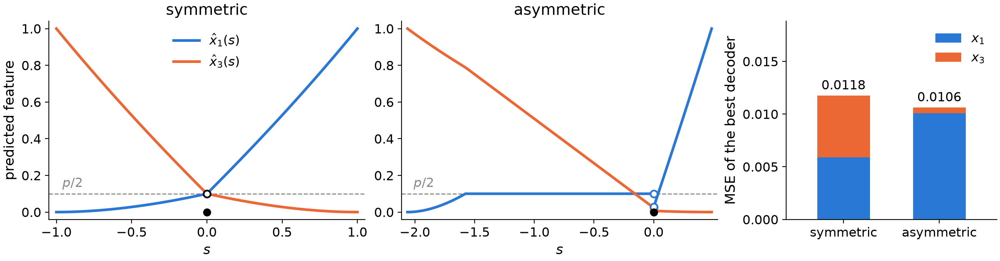 symmetric
predicted feature
1.0
0.8
0.6
0.4
0.2
0.0
x̂₁(s)
x̂₃(s)
p/2
−1.0 −0.5 0.0 0.5 1.0
s
asymmetric
1.0
0.8
0.6
0.4
0.2
0.0
p/2
−2.0 −1.5 −1.0 −0.5 0.0
s
MSE of the best decoder
0.015
0.010
0.005
0.000
x₁
x₃
0.0118
0.0106
symmetric asymmetric